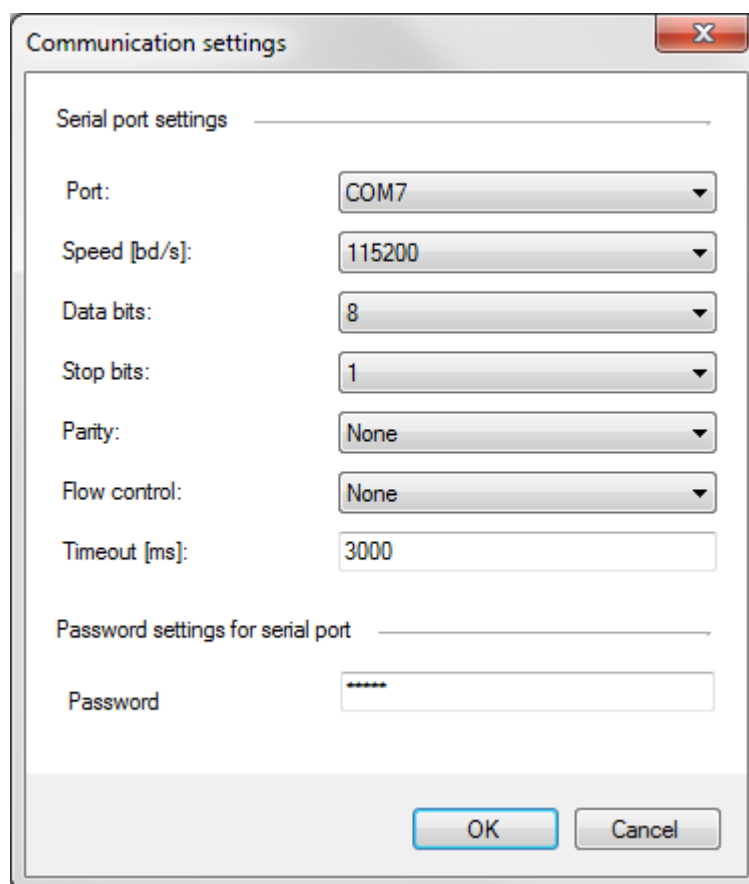 Communication settings
Serial port settings
Port: COM7
Speed [bd/s]: 115200
Data bits: 8
Stop bits: 1
Parity: None
Flow control: None
Timeout [ms]: 3000
Password settings for serial port
Password *****
OK Cancel